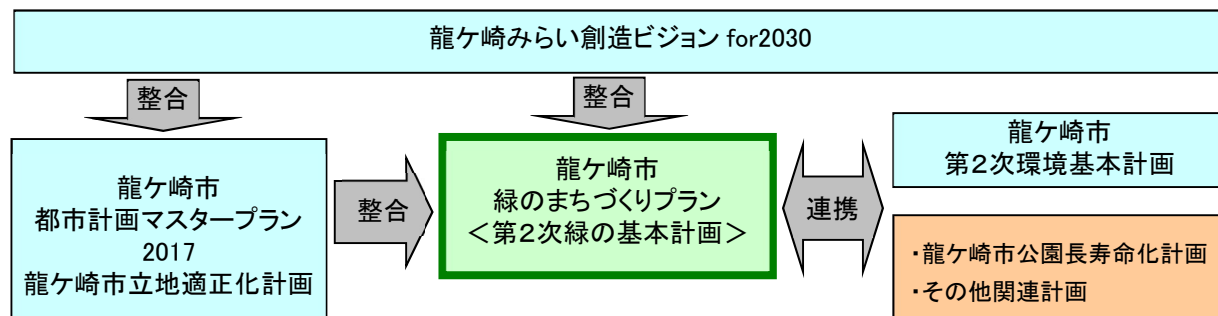 龍ケ崎みらい創造ビジョン for2030
整合
整合
龍ケ崎市
都市計画マスタープラン
2017
龍ケ崎市立地適正化計画
整合
龍ケ崎市
緑のまちづくりプラン
＜第２次緑の基本計画＞
連携
龍ケ崎市
第２次環境基本計画
・龍ケ崎市公園長寿命化計画
・その他関連計画